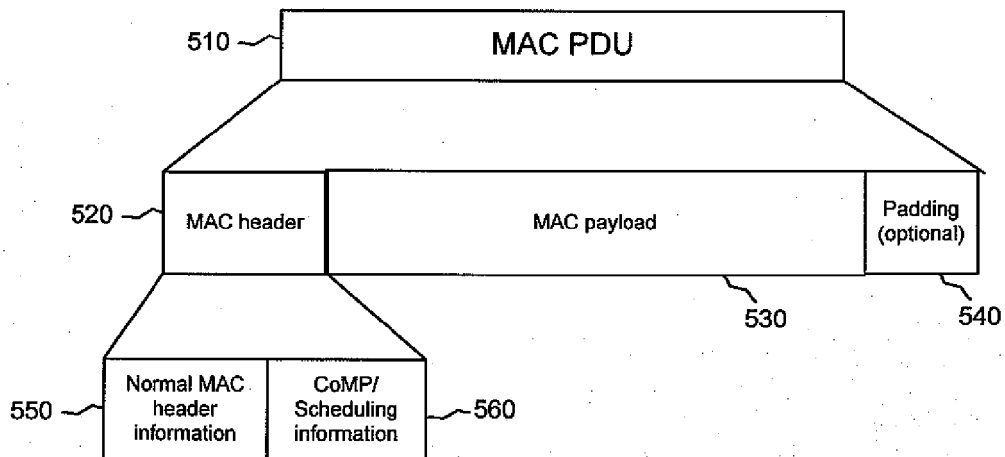 510
MAC PDU
520
MAC header
MAC payload
Padding
(optional)
530
540
550
Normal MAC
header
information
CoMP/
Scheduling
information
560